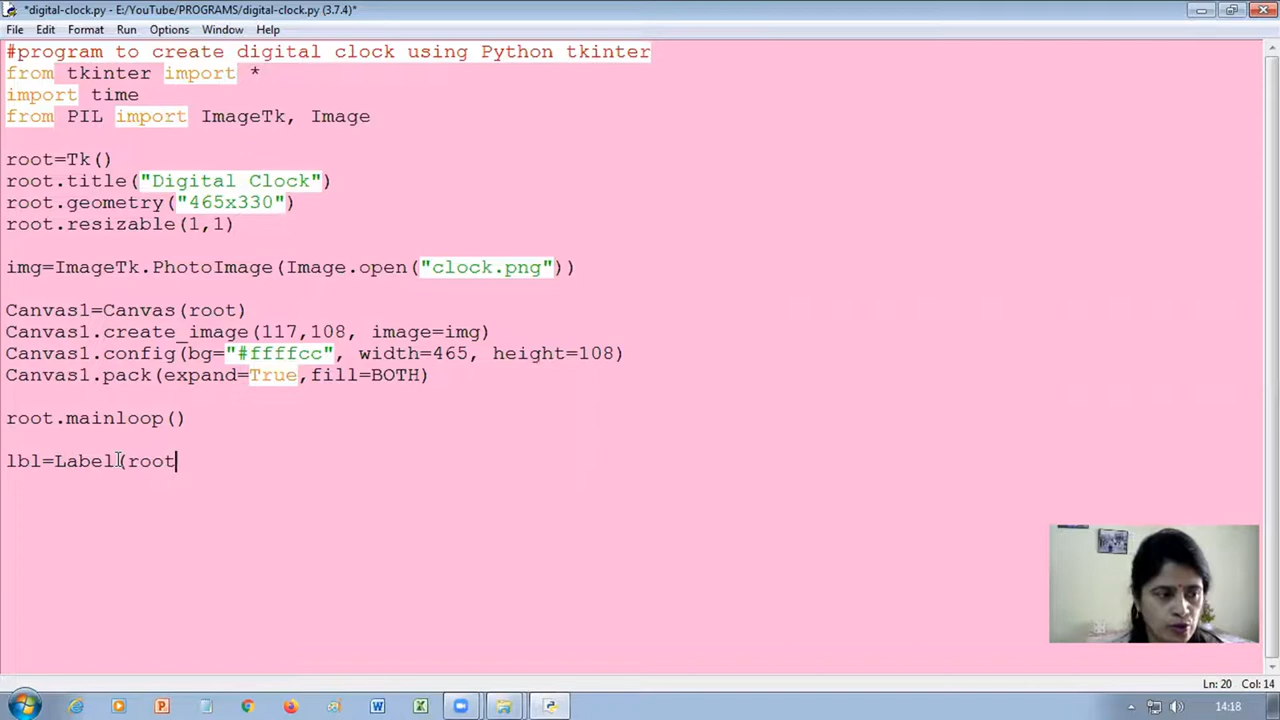 *digital-clock.py - E:/YouTube/PROGRAMS/digital-clock.py (3.7.4)*
File Edit Format Run Options Window Help
#program to create digital clock using Python tkinter
from tkinter import *
import time
from PIL import ImageTk, Image
root=Tk()
root.title("Digital Clock")
root.geometry("465x330")
root.resizable(1,1)
img=ImageTk.PhotoImage(Image.open("clock.png"))
Canvas1=Canvas(root)
Canvas1.create_image(117,108, image=img)
Canvas1.config(bg="#ffffcc", width=465, height=108)
Canvas1.pack(expand=True,fill=BOTH)
root.mainloop()
lbl=Label(root
Ln: 20 Col: 14
14:18